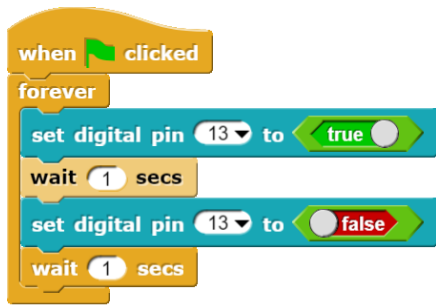 when clicked
forever
set digital pin 13 to true
wait 1 secs
set digital pin 13 to false
wait 1 secs